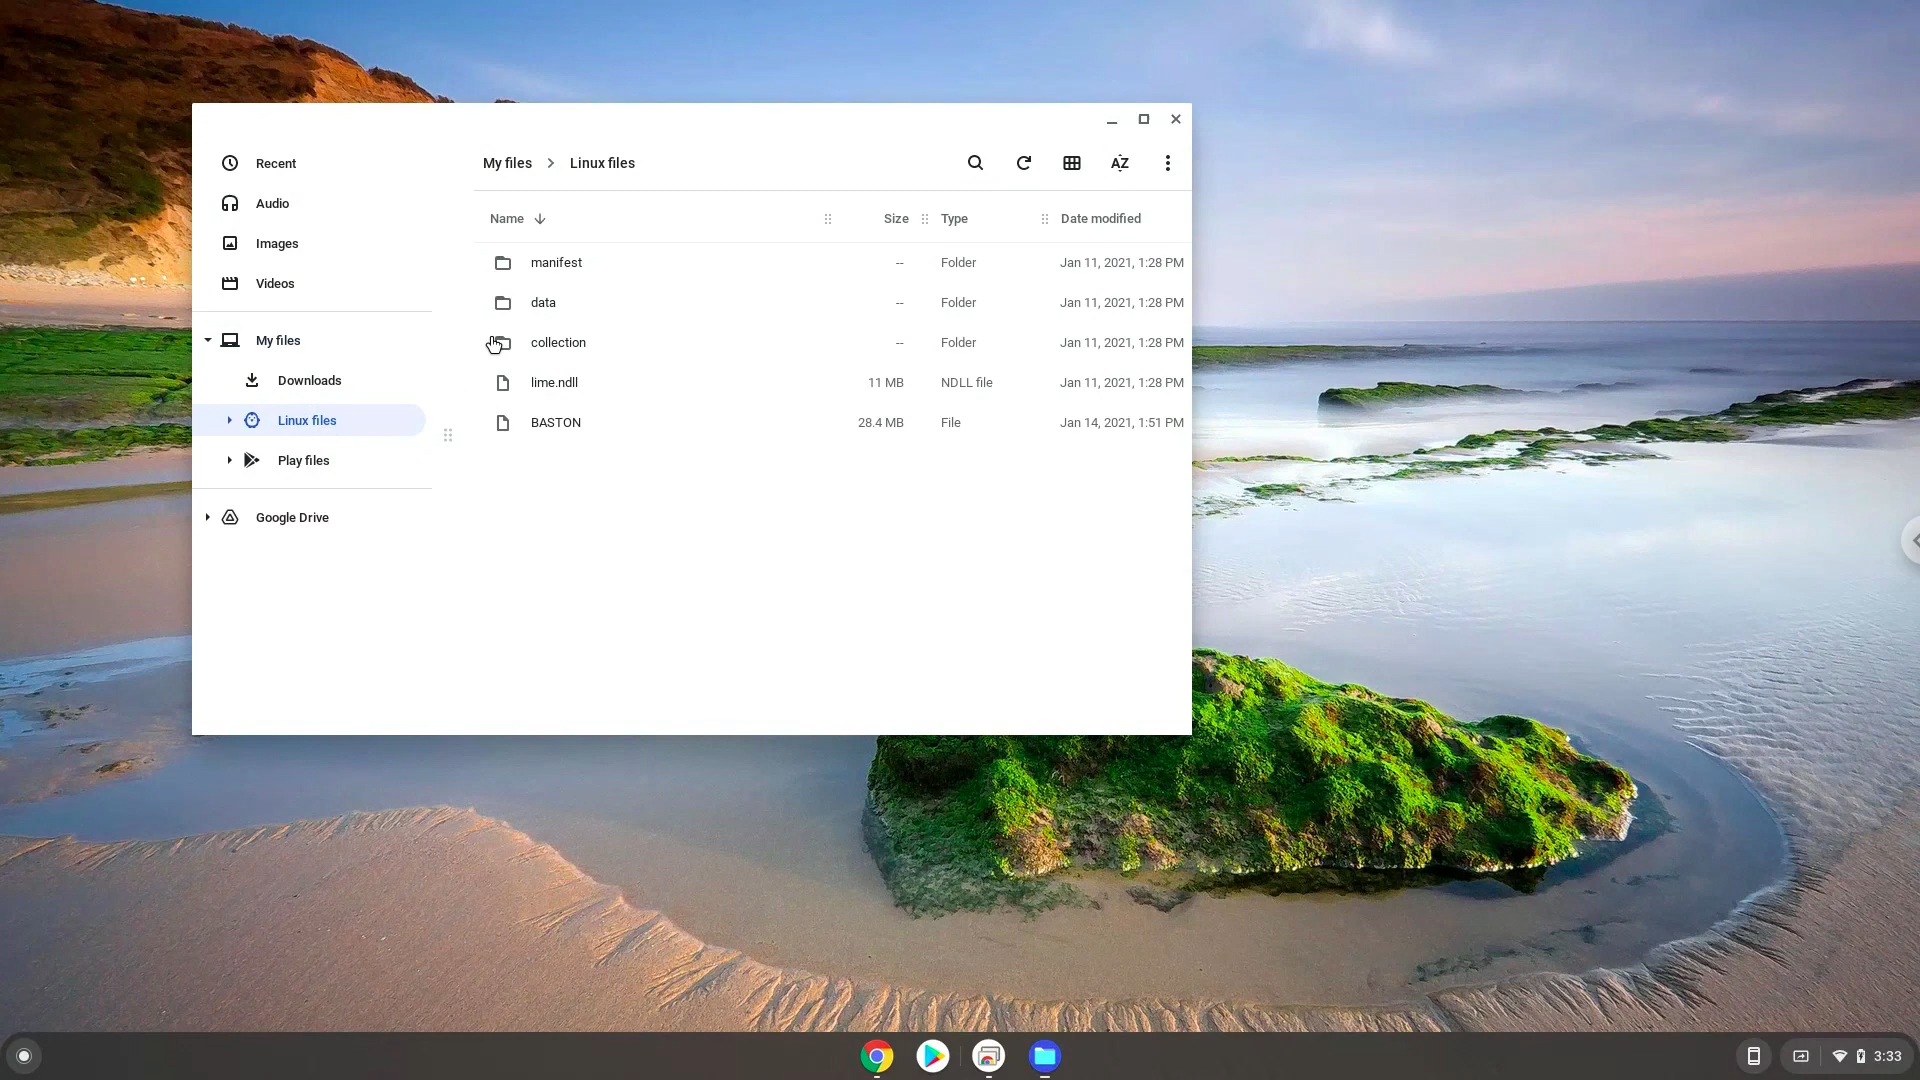 Recent
Audio
Images
Videos
My files
Downloads
Linux files
Play files
Google Drive
My files Linux files AZ
Name Size Type Date modified
manifest -- Folder Jan 11, 2021, 1:28 PM
data -- Folder Jan 11, 2021, 1:28 PM
collection -- Folder Jan 11, 2021, 1:28 PM
lime.ndll 11 MB NDLL file Jan 11, 2021, 1:28 PM
BASTON 28.4 MB File Jan 14, 2021, 1:51 PM
3:33